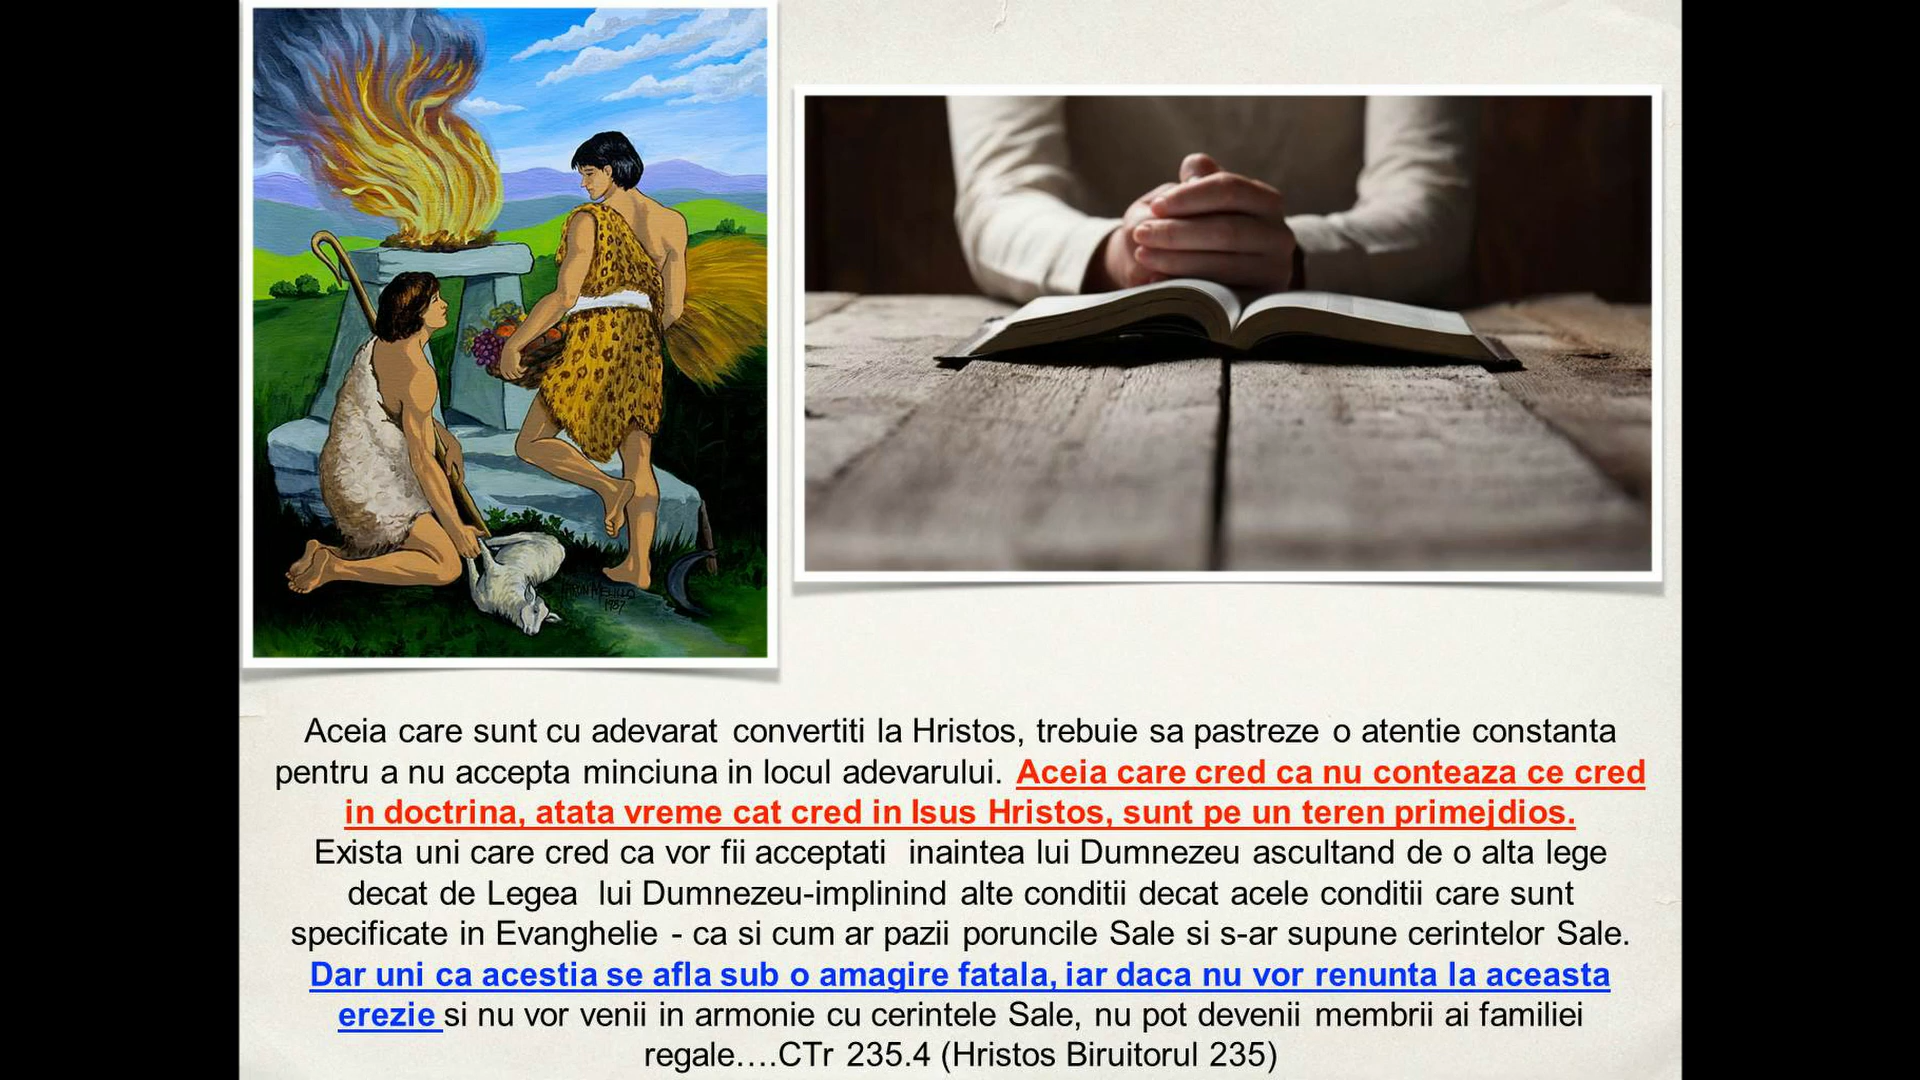 Aceia care sunt cu adevarat convertiti la Hristos, trebuie sa pastreze o atentie constanta
pentru a nu accepta minciuna in locul adevarului. Aceia care cred ca nu conteaza ce cred
in doctrina, atata vreme cat cred in Isus Hristos, sunt pe un teren primejdios.
Exista uni care cred ca vor fii acceptati inaintea lui Dumnezeu ascultand de o alta lege
decat de Legea lui Dumnezeu-implinind alte conditii decat acele conditii care sunt
specificate in Evanghelie - ca si cum ar pazii poruncile Sale si s-ar supune cerintelor Sale.
Dar uni ca acestia se afla sub o amagire fatala, iar daca nu vor renunta la aceasta
erezie si nu vor venii in armonie cu cerintele Sale, nu pot devenii membrii ai familiei
regale….CTr 235.4 (Hristos Biruitorul 235)
1987